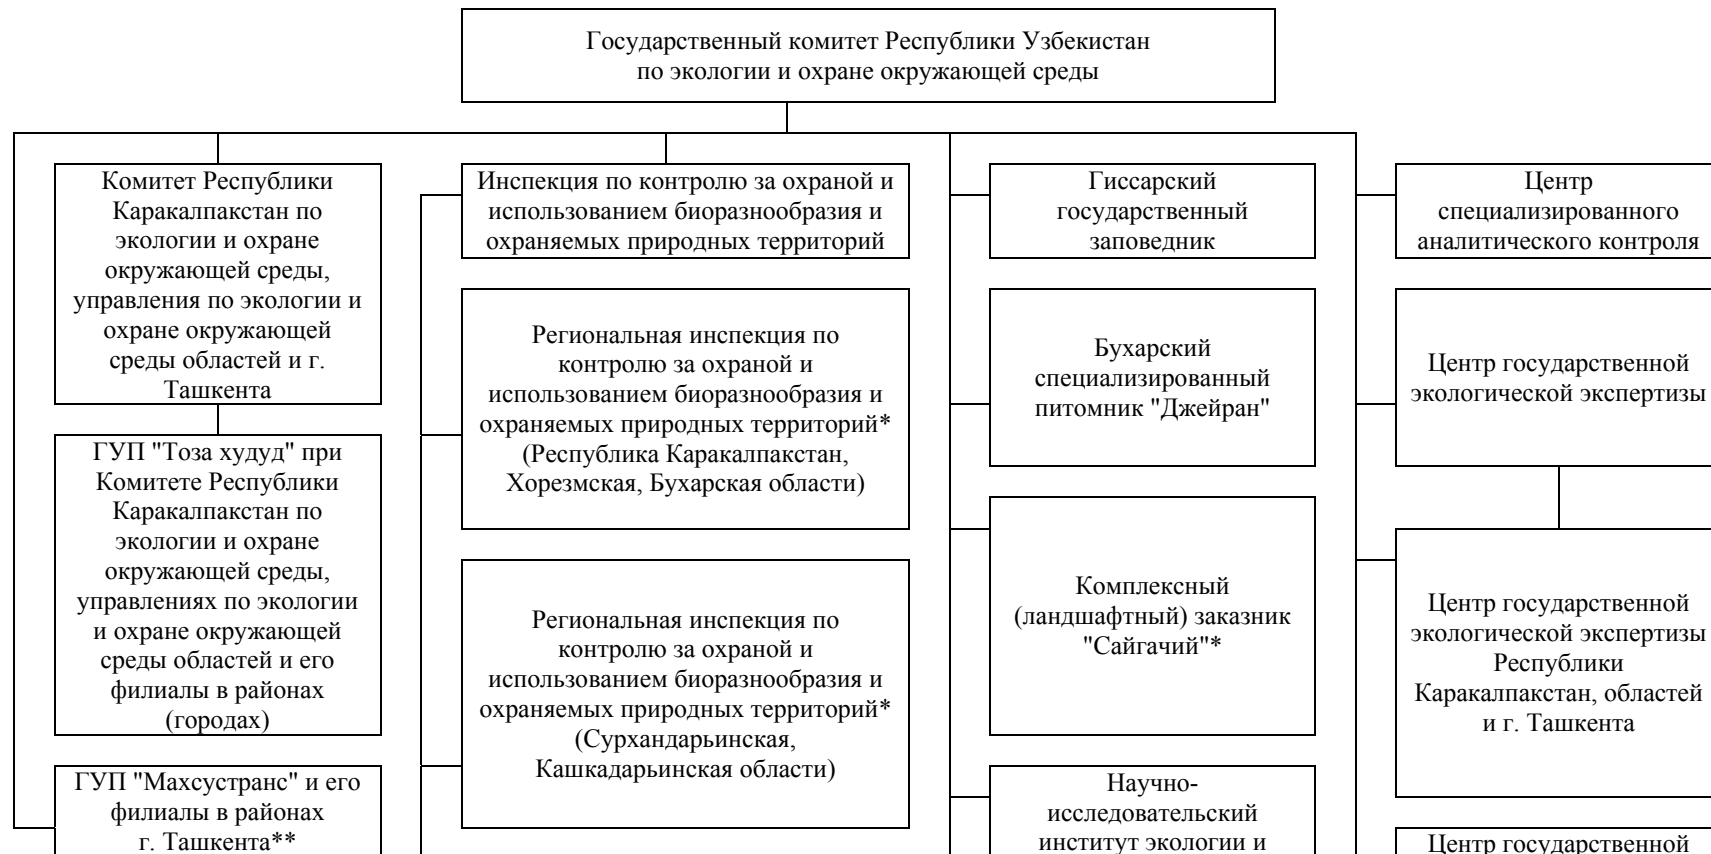 Государственный комитет Республики Узбекистан
по экологии и охране окружающей среды
Комитет Республики
Каракалпакстан по
экологии и охране
окружающей среды,
управления по экологии и
охране окружающей
среды областей и г.
Ташкента
ГУП "Тоза худуд" при
Комитете Республики
Каракалпакстан по
экологии и охране
окружающей среды,
управлениях по экологии
и охране окружающей
среды областей и его
филиалы в районах
(городах)
ГУП "Махсустранс" и его
филиалы в районах
г. Ташкента**
Инспекция по контролю за охраной и
использованием биоразнообразия и
охраняемых природных территорий
Региональная инспекция по
контролю за охраной и
использованием биоразнообразия и
охраняемых природных территорий*
(Республика Каракалпакстан,
Хорезмская, Бухарская области)
Региональная инспекция по
контролю за охраной и
использованием биоразнообразия и
охраняемых природных территорий*
(Сурхандарьинская,
Кашкадарьинская области)
Гиссарский
государственный
заповедник
Бухарский
специализированный
питомник "Джейран"
Комплексный
(ландшафтный) заказник
"Сайгачий"*
Научно-
исследовательский
институт экологии и
Центр
специализированного
аналитического контроля
Центр государственной
экологической экспертизы
Центр государственной
экологической экспертизы
Республики
Каракалпакстан, областей
и г. Ташкента
Центр государственной